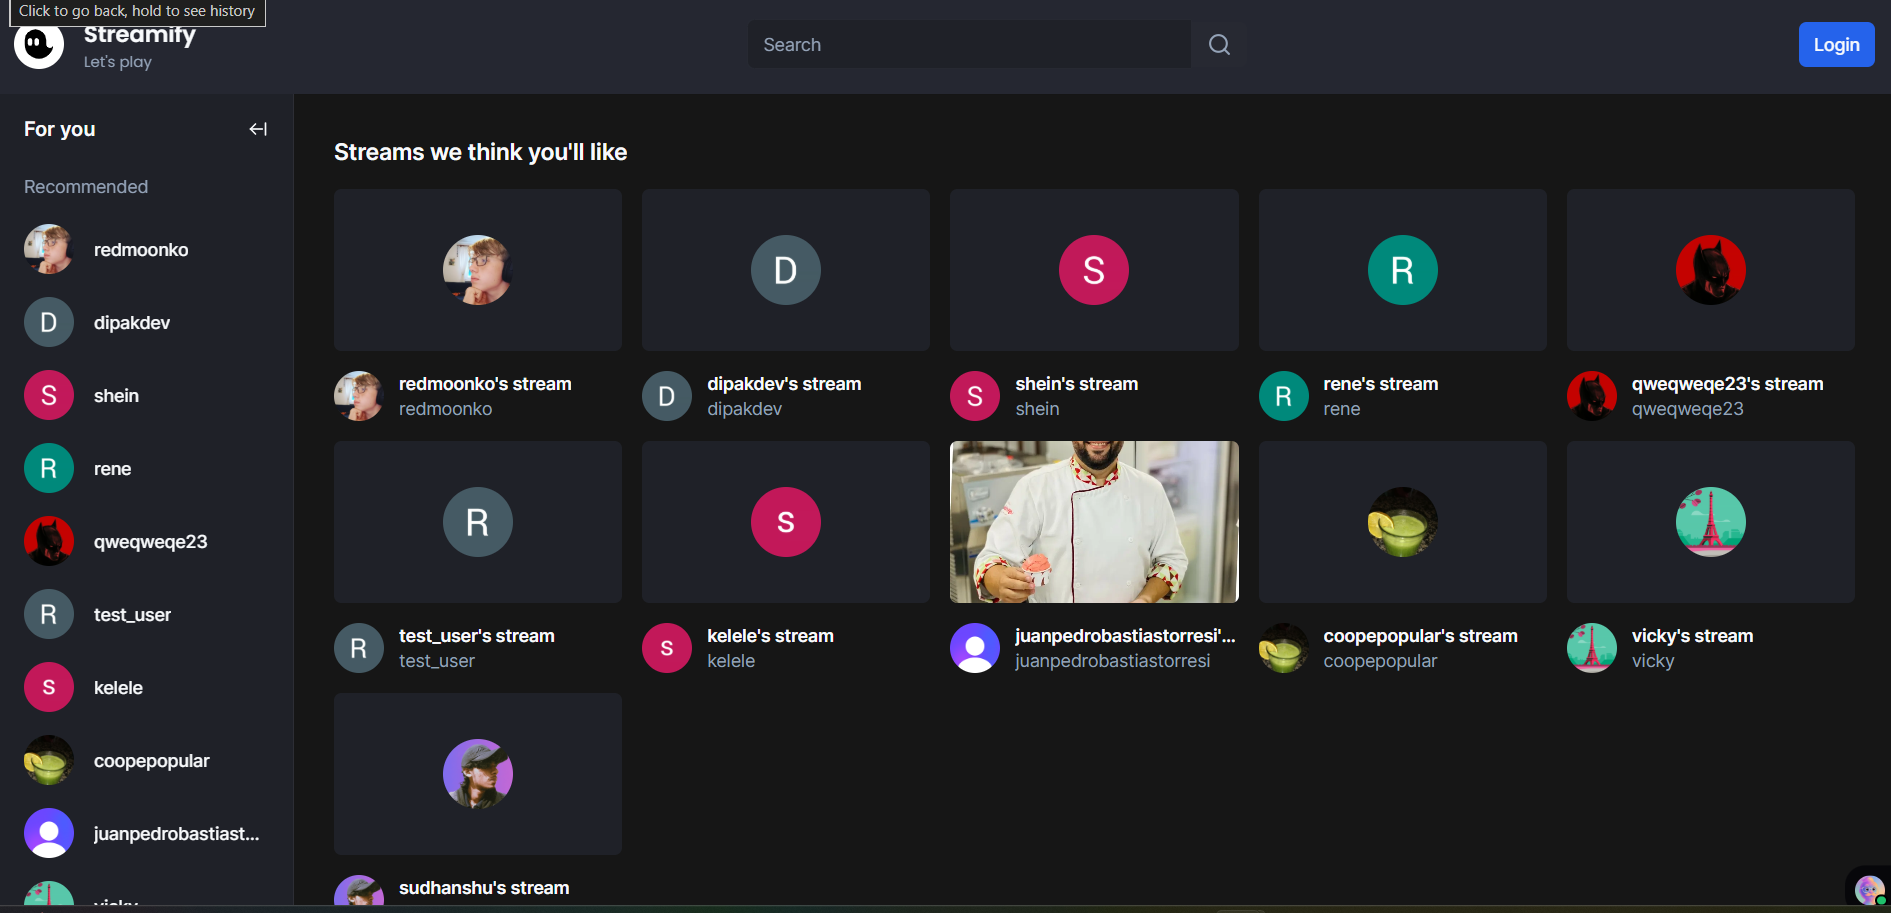 Click to go back, hold to see history
Streamify
Let's play
Search
Login
For you
Recommended
redmoonko
D
dipakdev
S
shein
R
rene
qweqweqe23
R
test_user
s
kelele
coopepopular
juanpedrobastiast...
vicky
Streams we think you'll like
D
S
R
redmoonko's stream
redmoonko
D
dipakdev's stream
dipakdev
S
shein's stream
shein
R
rene's stream
rene
qweqweqe23's stream
qweqweqe23
R
s
R
test_user's stream
test_user
s
kelele's stream
kelele
juanpedrobastiastorresi'...
juanpedrobastiastorresi
coopepopular's stream
coopepopular
vicky's stream
vicky
sudhanshu's stream